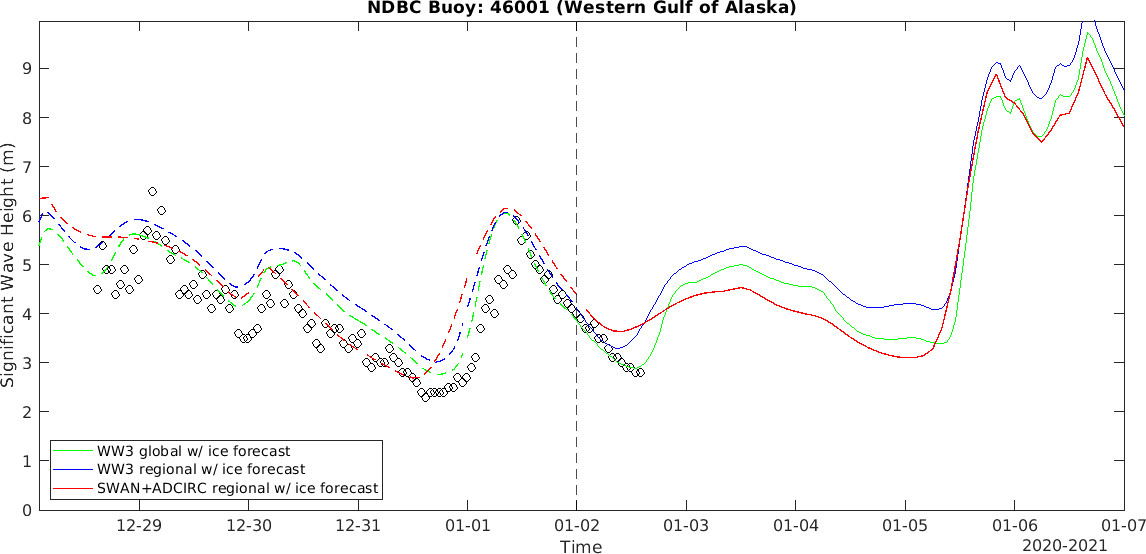 NDBC Buoy: 46001 (Western Gulf of Alaska)
Significant Wave Height (m)
9
8
7
6
5
4
3
2
1
0
WW3 global w/ ice forecast
WW3 regional w/ ice forecast
SWAN+ADCIRC regional w/ ice forecast
12-29 12-30 12-31 01-01 01-02 01-03 01-04 01-05 01-06 01-07
Time
2020-2021